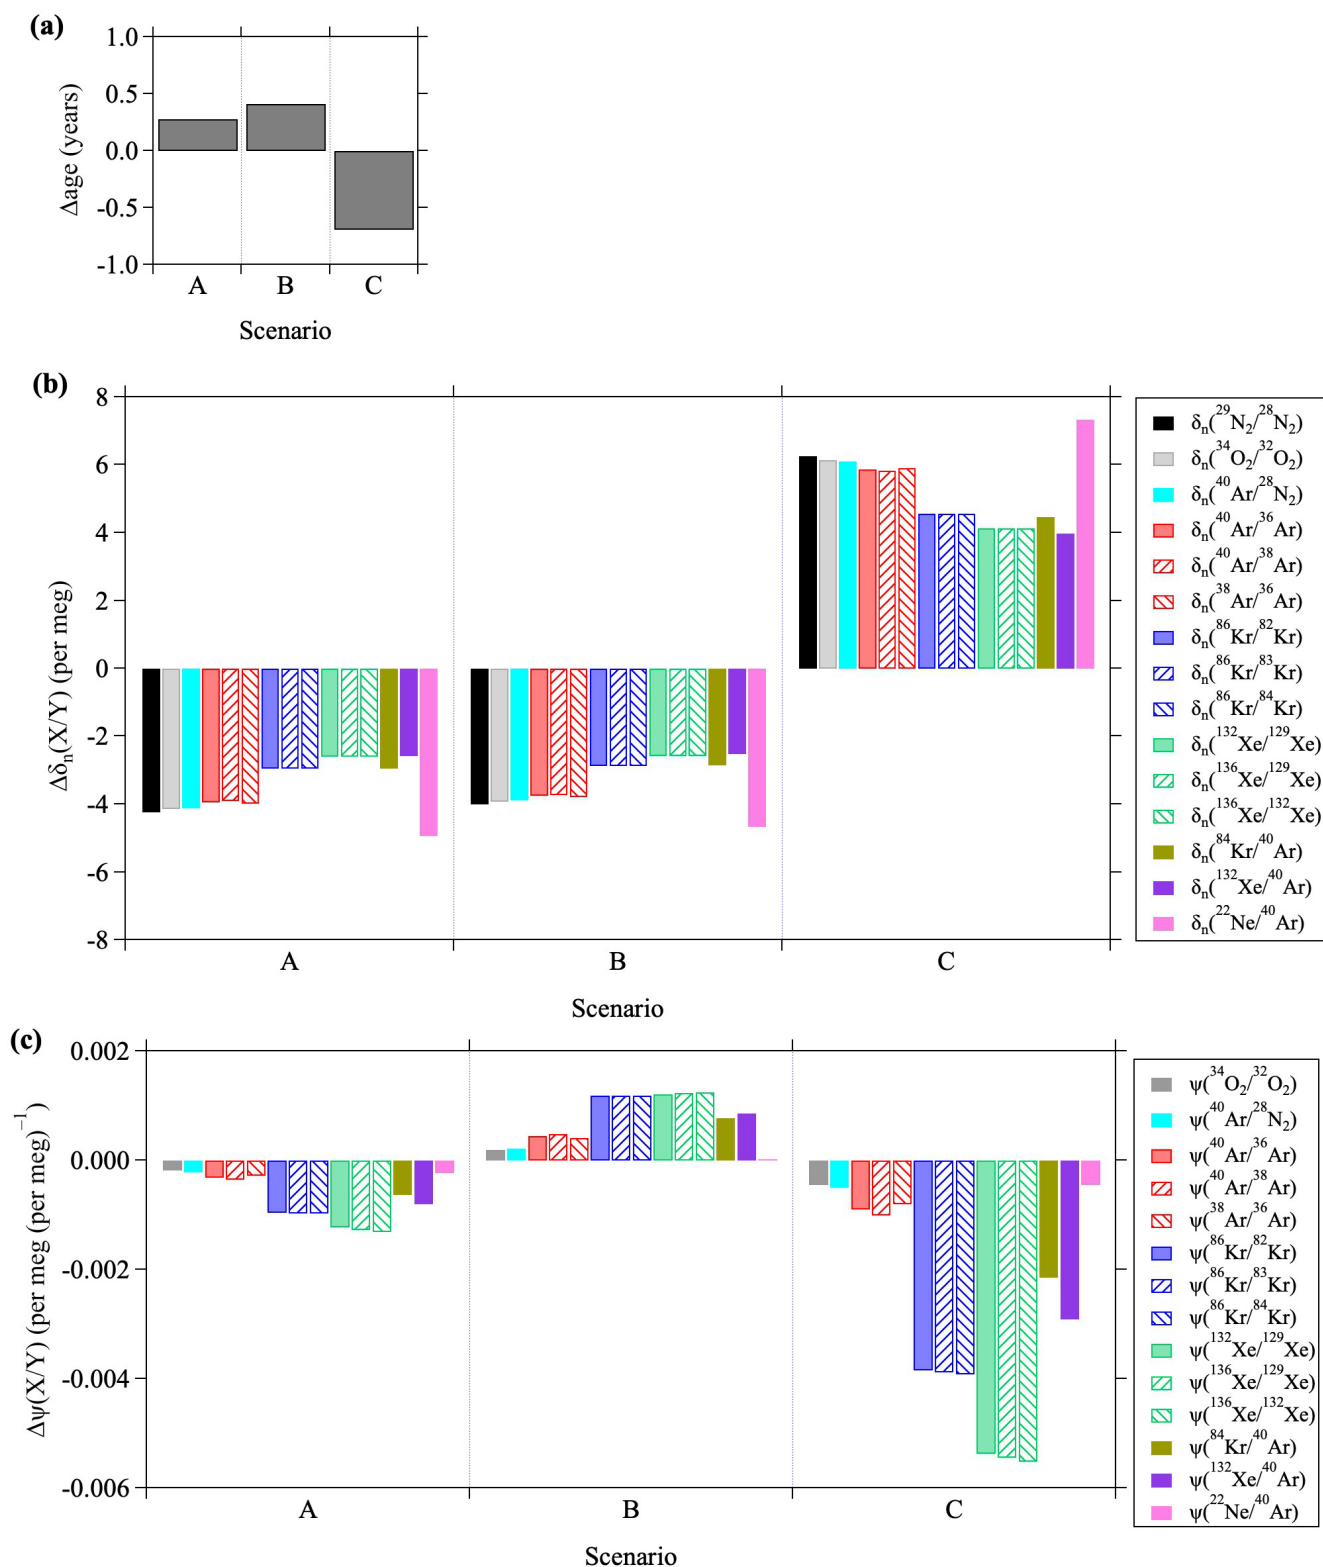 (a)
1.0
0.5
0.0
-0.5
-1.0
Δage (years)
A B C
Scenario
(b)
8
6
4
2
0
-2
-4
-6
-8
Δδₙ(X/Y) (per meg)
A B C
Scenario
δₙ(²⁹N₂/²⁸N₂)
δₙ(³⁴O₂/³²O₂)
δₙ(⁴⁰Ar/²⁸N₂)
δₙ(⁴⁰Ar/³⁶Ar)
δₙ(⁴⁰Ar/³⁸Ar)
δₙ(³⁸Ar/³⁶Ar)
δₙ(⁸⁶Kr/⁸²Kr)
δₙ(⁸⁶Kr/⁸³Kr)
δₙ(⁸⁶Kr/⁸⁴Kr)
δₙ(¹³²Xe/¹²⁹Xe)
δₙ(¹³⁶Xe/¹²⁹Xe)
δₙ(¹³⁶Xe/¹³²Xe)
δₙ(⁸⁴Kr/⁴⁰Ar)
δₙ(¹³²Xe/⁴⁰Ar)
δₙ(²²Ne/⁴⁰Ar)
(c)
0.002
0.000
-0.002
-0.004
-0.006
Δψ(X/Y) (per meg (per meg)⁻¹)
A B C
Scenario
ψ(³⁴O₂/³²O₂)
ψ(⁴⁰Ar/²⁸N₂)
ψ(⁴⁰Ar/³⁶Ar)
ψ(⁴⁰Ar/³⁸Ar)
ψ(³⁸Ar/³⁶Ar)
ψ(⁸⁶Kr/⁸²Kr)
ψ(⁸⁶Kr/⁸³Kr)
ψ(⁸⁶Kr/⁸⁴Kr)
ψ(¹³²Xe/¹²⁹Xe)
ψ(¹³⁶Xe/¹²⁹Xe)
ψ(¹³⁶Xe/¹³²Xe)
ψ(⁸⁴Kr/⁴⁰Ar)
ψ(¹³²Xe/⁴⁰Ar)
ψ(²²Ne/⁴⁰Ar)